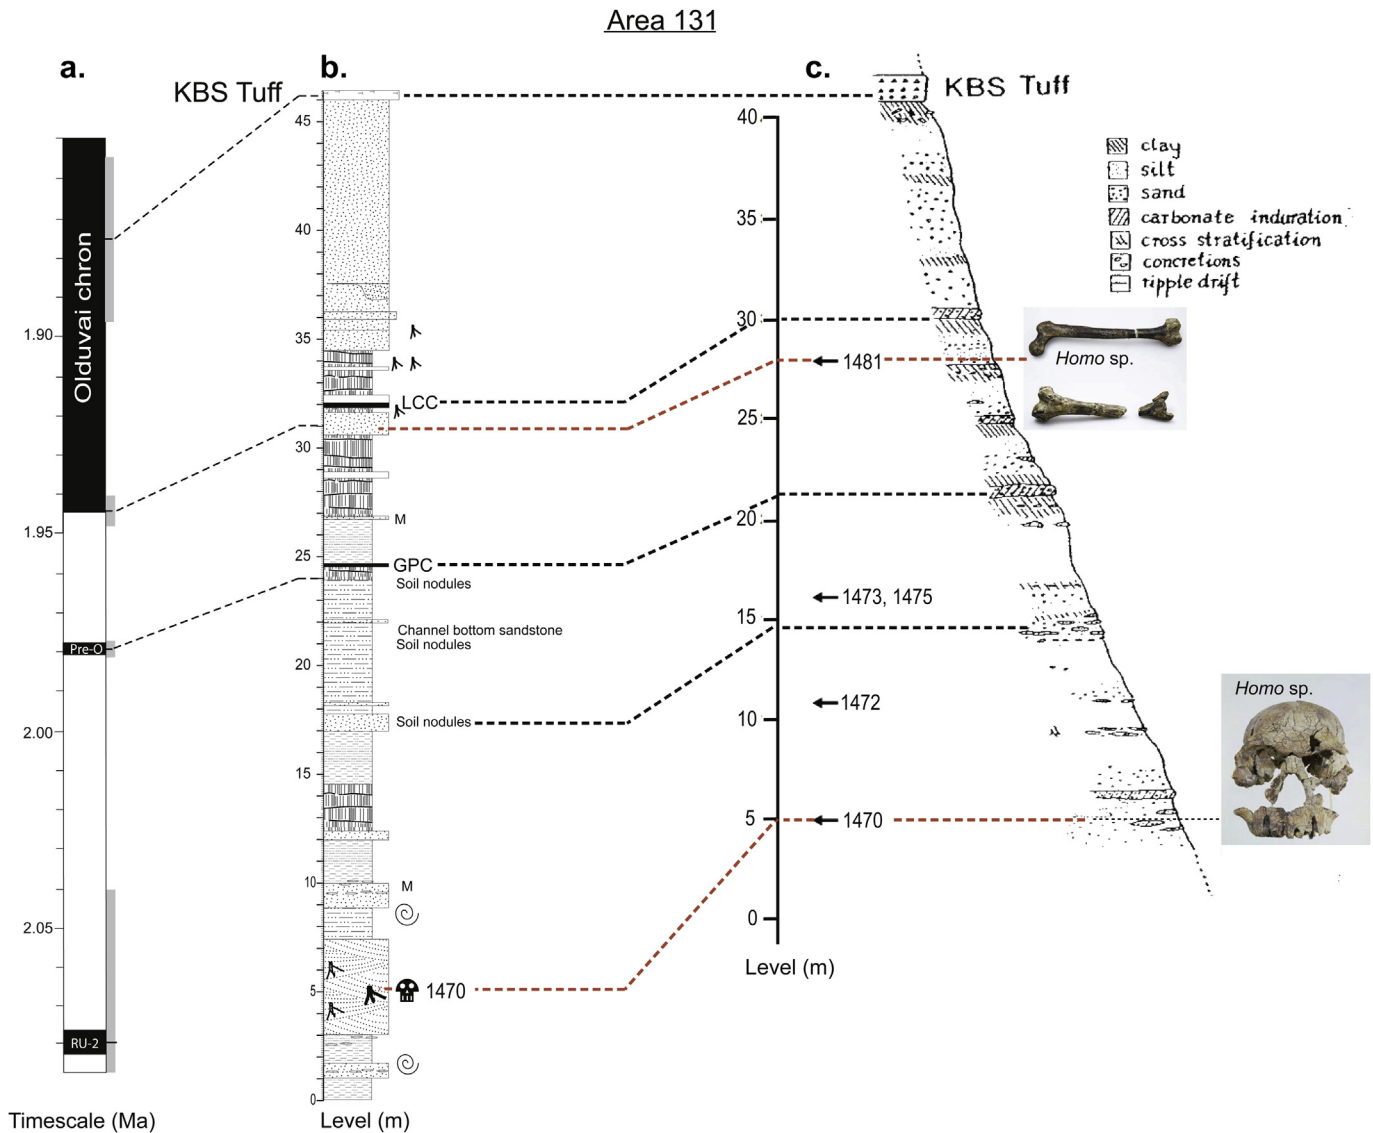 Area 131
a.
b.
c.
KBS Tuff
KBS Tuff
clay
silt
sand
carbonate induration
cross stratification
concretions
ripple drift
Olduvai chron
1.90
1.95
Pre-O
2.00
2.05
RU-2
Timescale (Ma)
45
40
35
30
25
20
15
10
5
0
LCC
M
GPC
Soil nodules
Channel bottom sandstone
Soil nodules
Soil nodules
M
1470
Level (m)
40
35
30
25
20
15
10
5
0
1481
1473, 1475
1472
1470
Level (m)
Homo sp.
Homo sp.